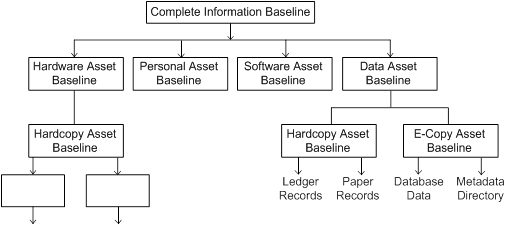 Complete Information Baseline
Hardware Asset
Baseline
Personal Asset
Baseline
Software Asset
Baseline
Data Asset
Baseline
Hardcopy Asset
Baseline
Hardcopy Asset
Baseline
E-Copy Asset
Baseline
Ledger
Records
Paper
Records
Database
Data
Metadata
Directory